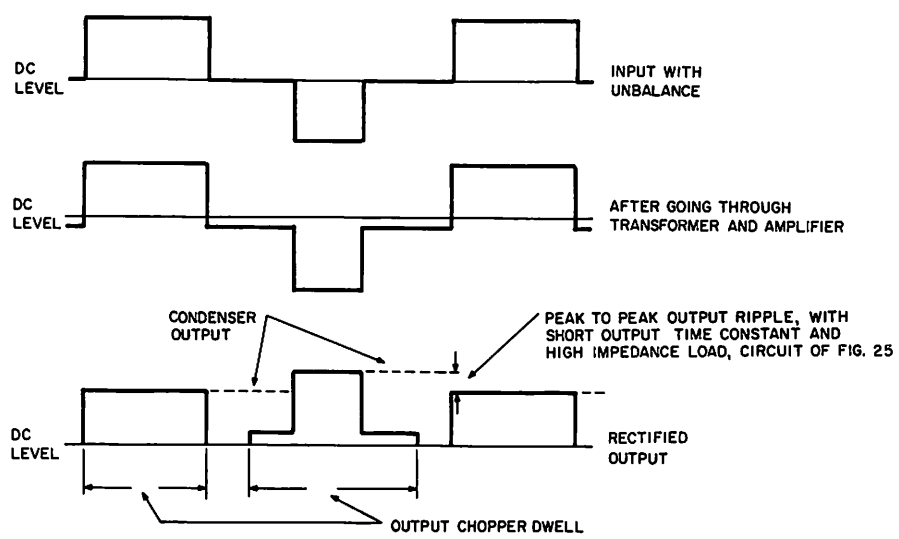 DC
LEVEL
INPUT WITH
UNBALANCE
DC
LEVEL
AFTER GOING THROUGH
TRANSFORMER AND AMPLIFIER
CONDENSER
OUTPUT
PEAK TO PEAK OUTPUT RIPPLE, WITH
SHORT OUTPUT TIME CONSTANT AND
HIGH IMPEDANCE LOAD, CIRCUIT OF FIG. 25
DC
LEVEL
RECTIFIED
OUTPUT
OUTPUT CHOPPER DWELL